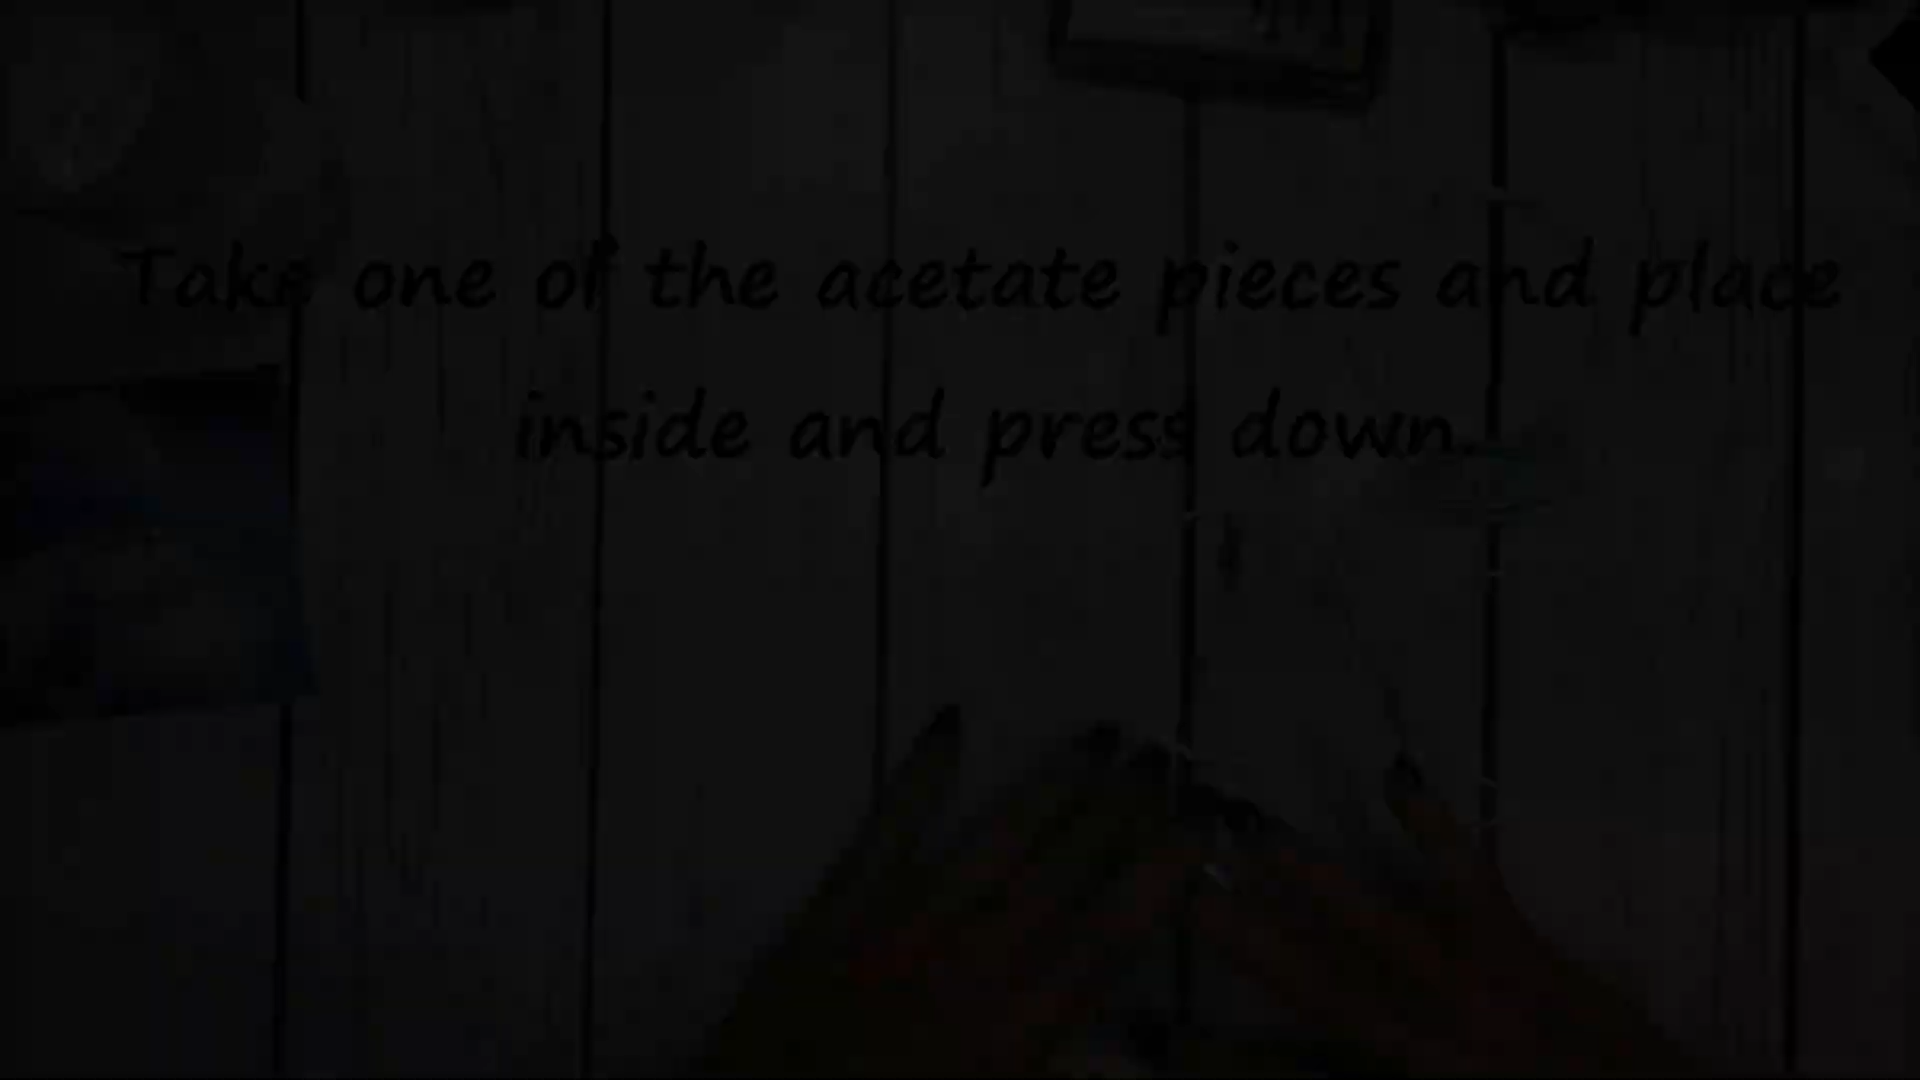 Take one of the acetate pieces and place
inside and press down.